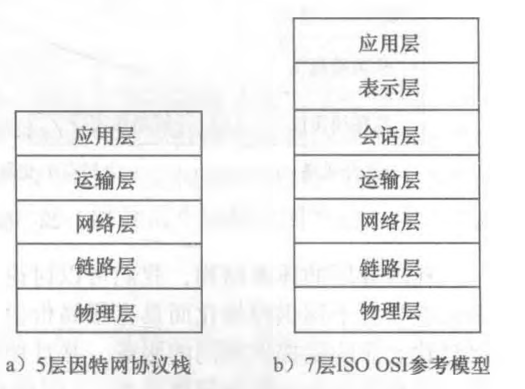 应用层
运输层
网络层
链路层
物理层
a）5层因特网协议栈
应用层
表示层
会话层
运输层
网络层
链路层
物理层
b）7层ISO OSI参考模型